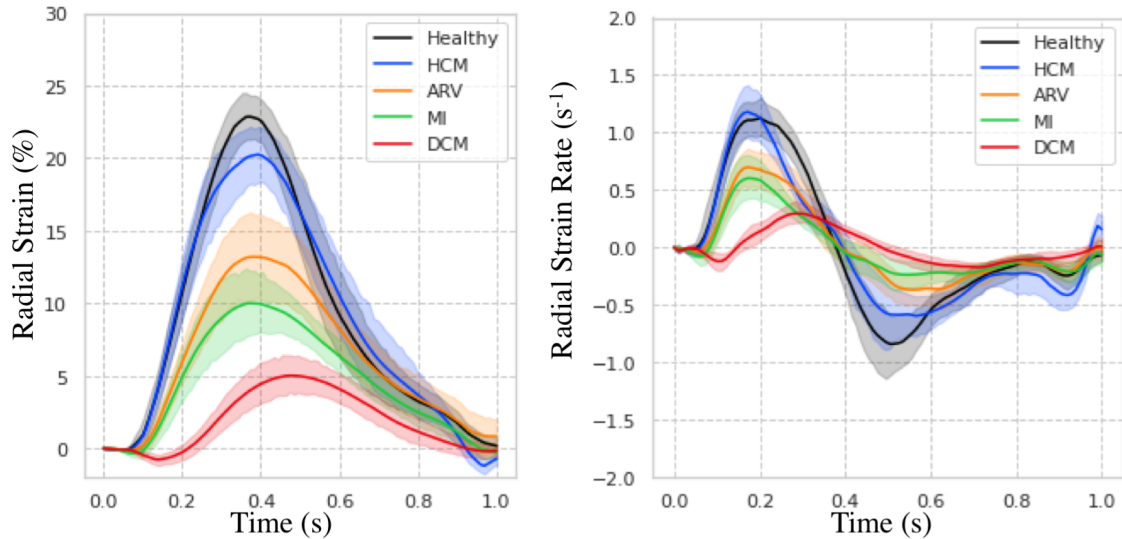 Radial Strain (%)
30
25
20
15
10
5
0
Healthy
HCM
ARV
MI
DCM
0.0 0.2 0.4 0.6 0.8 1.0
Time (s)
Radial Strain Rate (s-1)
2.0
1.5
1.0
0.5
0.0
−0.5
−1.0
−1.5
−2.0
Healthy
HCM
ARV
MI
DCM
0.0 0.2 0.4 0.6 0.8 1.0
Time (s)